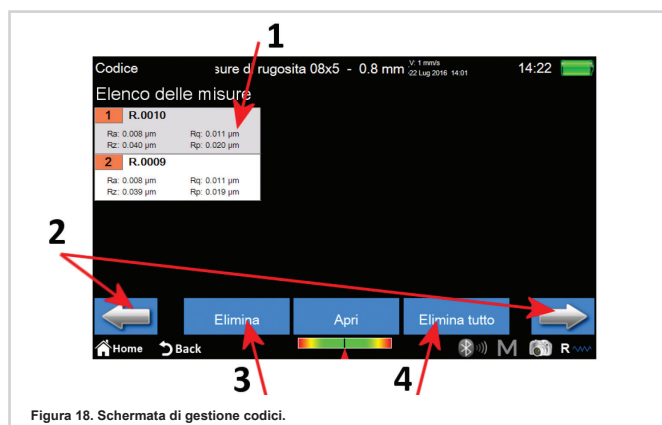 1
Codice sure di rugosita 08x5 - 0.8 mm V: 1 mm/s 14:22
22 Lug 2016 14:01
Elenco delle misure
1 R.0010
Ra: 0.008 µm Rq: 0.011 µm
Rz: 0.040 µm Rp: 0.020 µm
2 R.0009
Ra: 0.008 µm Rq: 0.011 µm
Rz: 0.039 µm Rp: 0.019 µm
2
Elimina Apri Elimina tutto
Home Back M R
3 4
Figura 18. Schermata di gestione codici.